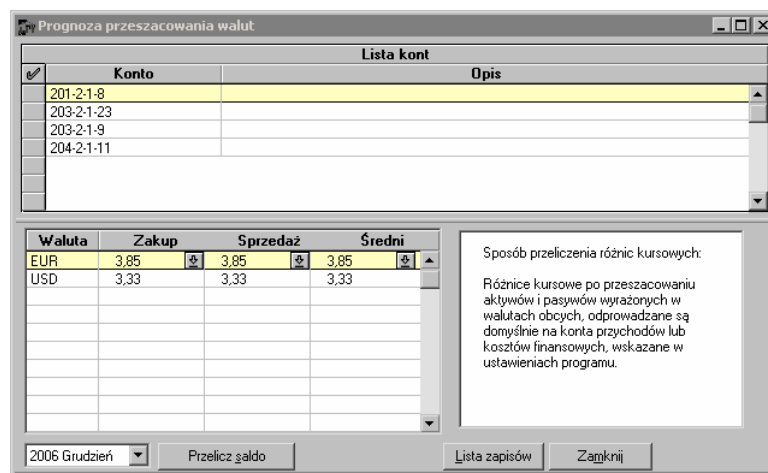 Prognoza przeszacowania walut
Lista kont
Konto Opis
201-2-1-8
203-2-1-23
203-2-1-9
204-2-1-11
Waluta Zakup Sprzedaż Średni
EUR 3,85 3,85 3,85
USD 3,33 3,33 3,33
Sposób przeliczenia różnic kursowych:
Różnice kursowe po przeszacowaniu
aktywów i pasywów wyrażonych w
walutach obcych, odprowadzane są
domyślnie na konta przychodów lub
kosztów finansowych, wskazane w
ustawieniach programu.
2006 Grudzień Przelicz saldo Lista zapisów Zamknij